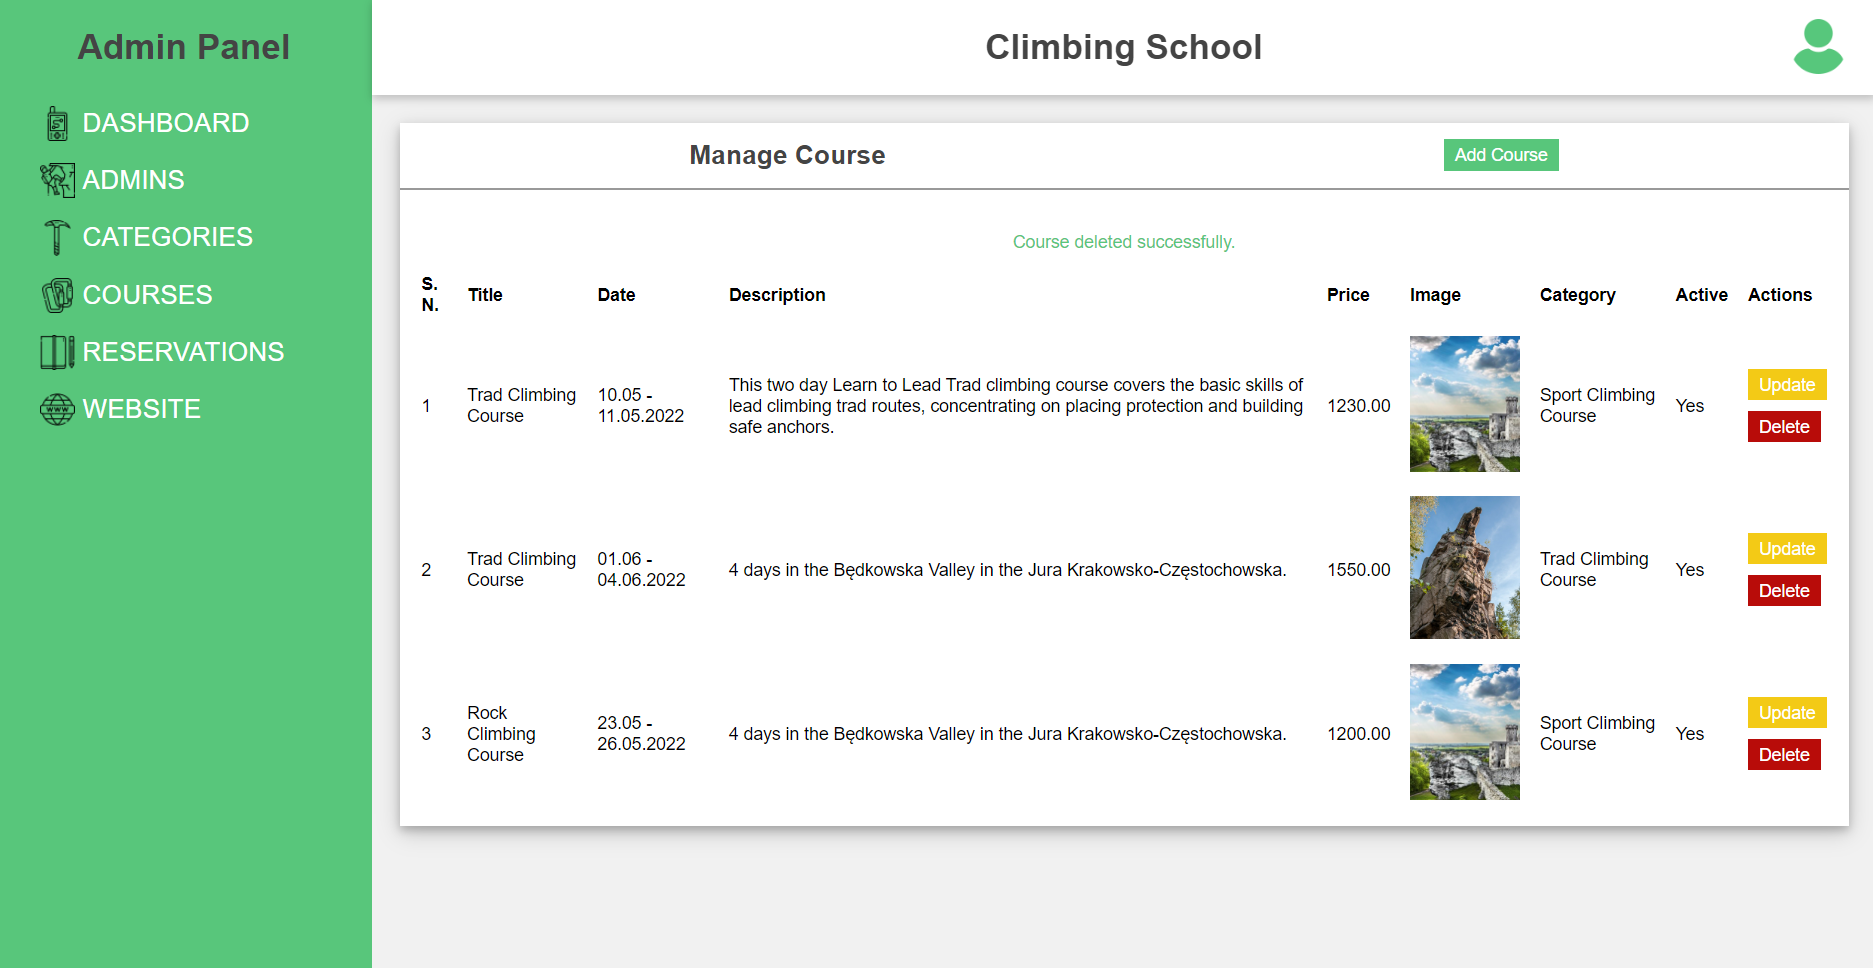 Admin Panel
Climbing School
DASHBOARD
ADMINS
CATEGORIES
COURSES
RESERVATIONS
WWW
WEBSITE
Manage Course
Add Course
Course deleted successfully.
S.
N.
Title
Date
Description
Price
Image
Category
Active
Actions
1
Trad Climbing
Course
10.05 -
11.05.2022
This two day Learn to Lead Trad climbing course covers the basic skills of
lead climbing trad routes, concentrating on placing protection and building
safe anchors.
1230.00
Sport Climbing
Course
Yes
Update
Delete
2
Trad Climbing
Course
01.06 -
04.06.2022
4 days in the Będkowska Valley in the Jura Krakowsko-Częstochowska.
1550.00
Trad Climbing
Course
Yes
Update
Delete
3
Rock
Climbing
Course
23.05 -
26.05.2022
4 days in the Będkowska Valley in the Jura Krakowsko-Częstochowska.
1200.00
Sport Climbing
Course
Yes
Update
Delete